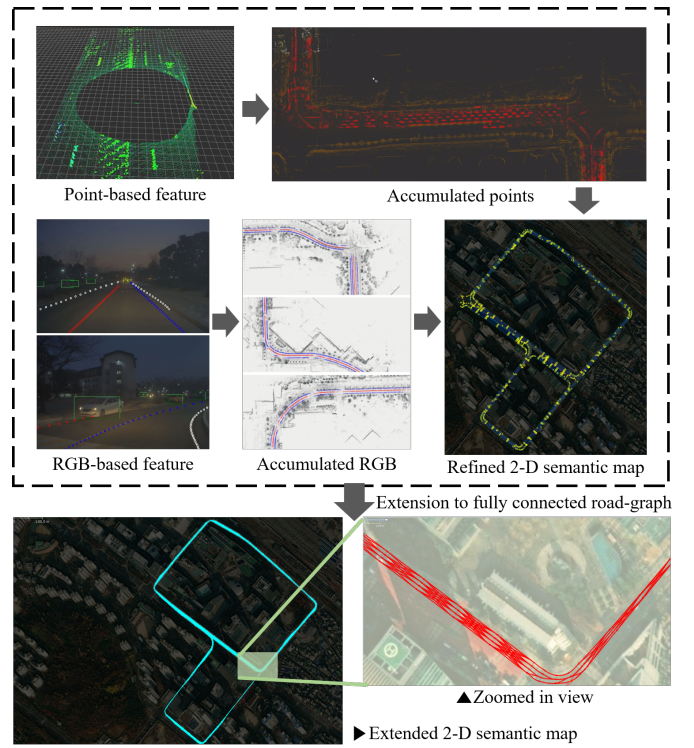 Point-based feature
Accumulated points
RGB-based feature
Accumulated RGB
Refined 2-D semantic map
Extension to fully connected road-graph
▲Zoomed in view
▶Extended 2-D semantic map